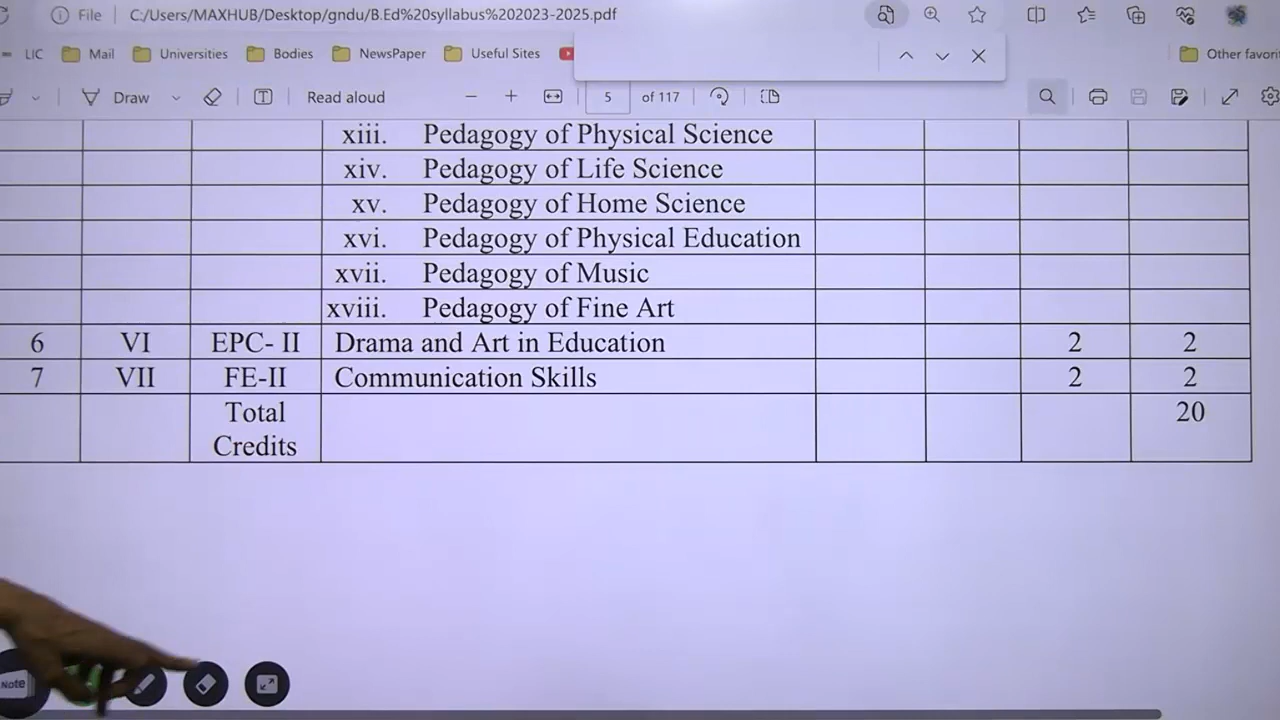 File C:/Users/MAXHUB/Desktop/gndu/B.Ed%20syllabus%202023-2025.pdf
LIC Mail Universities Bodies NewsPaper Useful Sites Other favori
Draw Read aloud 5 of 117
xiii. Pedagogy of Physical Science
xiv. Pedagogy of Life Science
xv. Pedagogy of Home Science
xvi. Pedagogy of Physical Education
xvii. Pedagogy of Music
xviii. Pedagogy of Fine Art
6 VI EPC- II Drama and Art in Education 2 2
7 VII FE-II Communication Skills 2 2
Total 20
Credits
Note